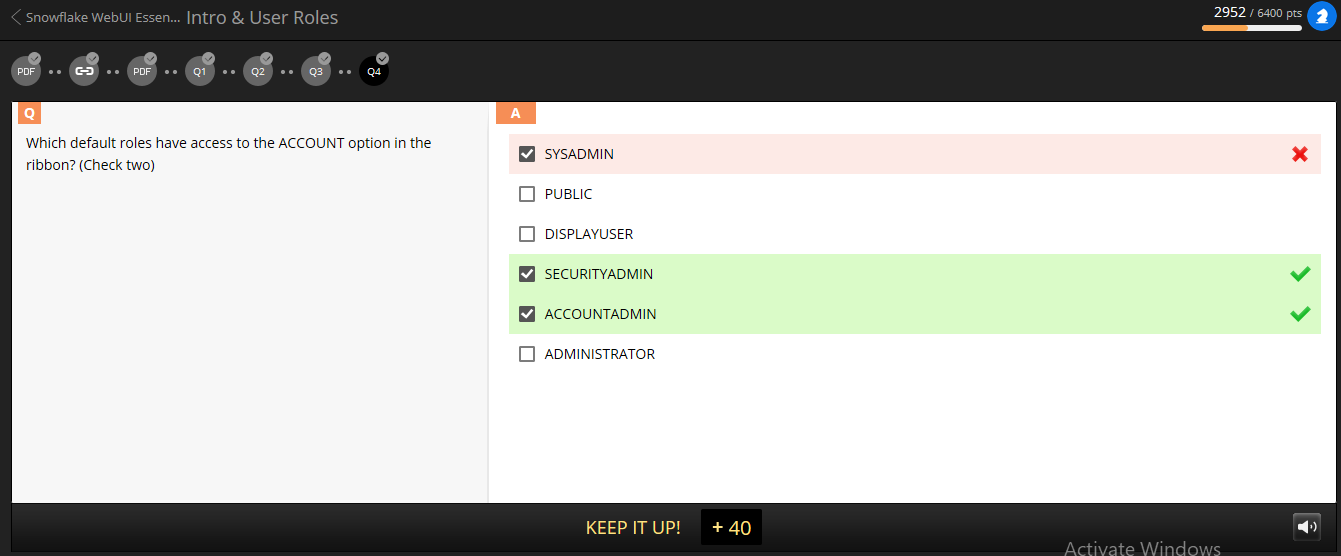 Snowflake WebUI Essen... Intro & User Roles
2952 / 6400 pts
PDF
PDF
Q1
Q2
Q3
Q4
Q
Which default roles have access to the ACCOUNT option in the
ribbon? (Check two)
A
SYSADMIN
PUBLIC
DISPLAYUSER
SECURITYADMIN
ACCOUNTADMIN
ADMINISTRATOR
KEEP IT UP! + 40
Activate Windows